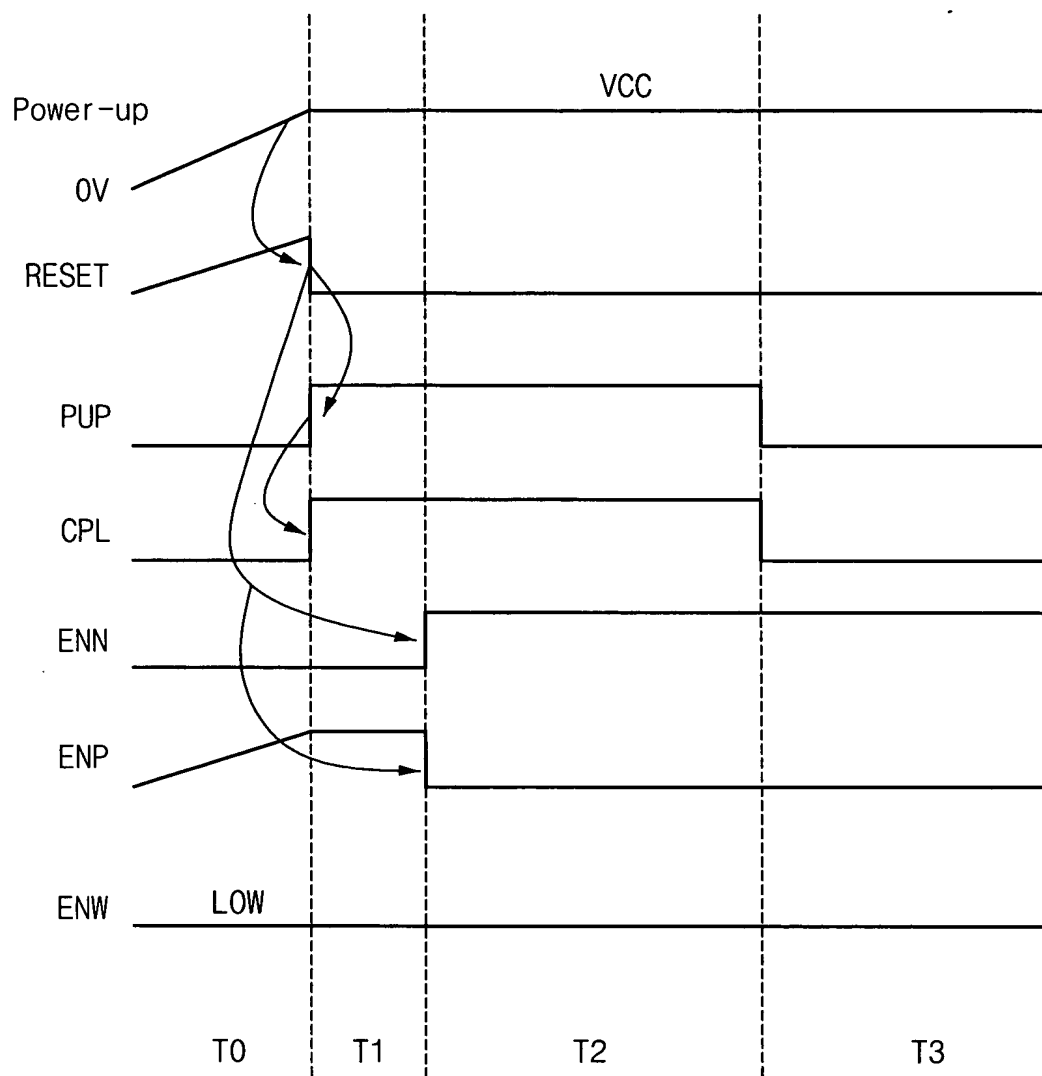 VCC
Power-up
0V
RESET
PUP
CPL
ENN
ENP
LOW
ENW
T0 T1 T2 T3